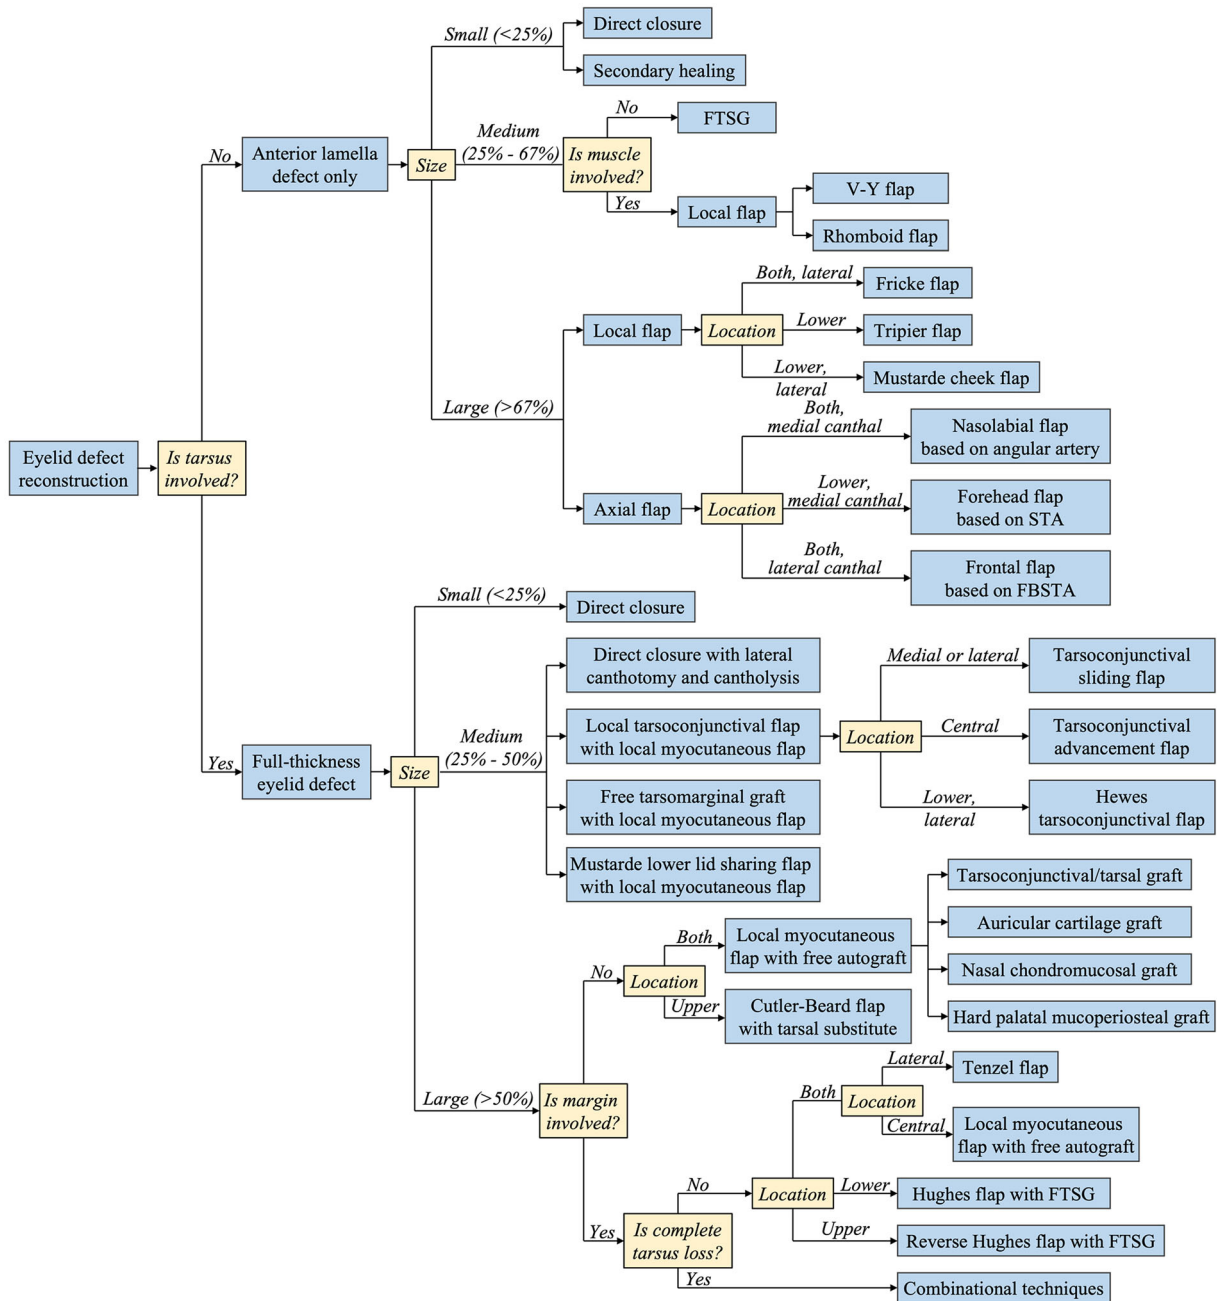 Eyelid defect
reconstruction
Is tarsus
involved?
No
Anterior lamella
defect only
Size
Small (<25%)
Direct closure
Secondary healing
Medium
(25% - 67%)
Is muscle
involved?
No
FTSG
Yes
Local flap
V-Y flap
Rhomboid flap
Large (>67%)
Local flap
Location
Both, lateral
Fricke flap
Lower
Tripier flap
Lower,
lateral
Mustarde cheek flap
Axial flap
Location
Both,
medial canthal
Nasolabial flap
based on angular artery
Lower,
medial canthal
Forehead flap
based on STA
Both,
lateral canthal
Frontal flap
based on FBSTA
Yes
Full-thickness
eyelid defect
Size
Small (<25%)
Direct closure
Medium
(25% - 50%)
Direct closure with lateral
canthotomy and cantholysis
Local tarsoconjunctival flap
with local myocutaneous flap
Location
Medial or lateral
Tarsoconjunctival
sliding flap
Central
Tarsoconjunctival
advancement flap
Lower,
lateral
Hewes
tarsoconjunctival flap
Free tarsomarginal graft
with local myocutaneous flap
Mustarde lower lid sharing flap
with local myocutaneous flap
Large (>50%)
Is margin
involved?
No
Location
Both
Local myocutaneous
flap with free autograft
Tarsoconjunctival/tarsal graft
Auricular cartilage graft
Nasal chondromucosal graft
Hard palatal mucoperiosteal graft
Upper
Cutler-Beard flap
with tarsal substitute
Yes
Is complete
tarsus loss?
No
Location
Both
Location
Lateral
Tenzel flap
Central
Local myocutaneous
flap with free autograft
Lower
Hughes flap with FTSG
Upper
Reverse Hughes flap with FTSG
Yes
Combinational techniques